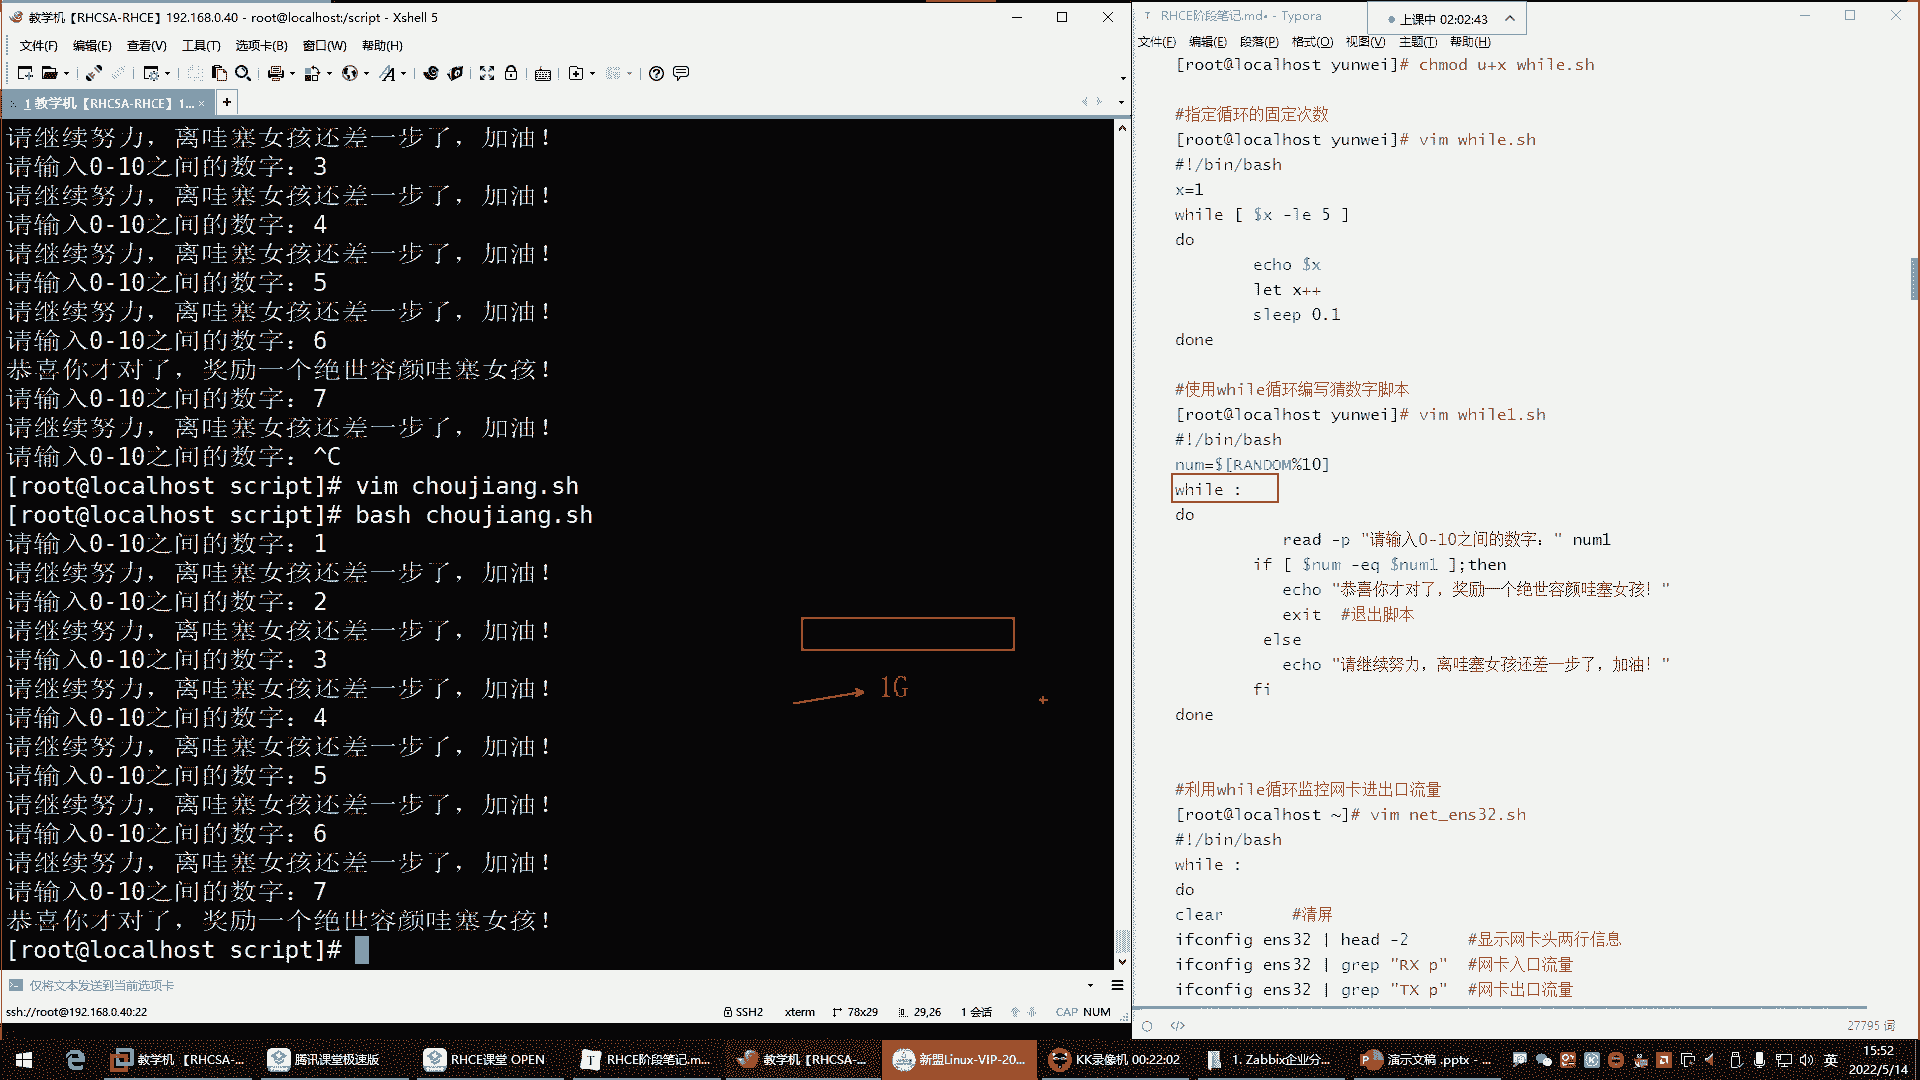 教学机【RHCSA-RHCE】192.168.0.40 - root@localhost:/script - Xshell 5
文件(F) 编辑(E) 查看(V) 工具(T) 选项卡(B) 窗口(W) 帮助(H)
1 教学机【RHCSA-RHCE】1... × +
请继续努力，离哇塞女孩还差一步了，加油！
请输入0-10之间的数字：3
请继续努力，离哇塞女孩还差一步了，加油！
请输入0-10之间的数字：4
请继续努力，离哇塞女孩还差一步了，加油！
请输入0-10之间的数字：5
请继续努力，离哇塞女孩还差一步了，加油！
请输入0-10之间的数字：6
恭喜你才对了，奖励一个绝世容颜哇塞女孩！
请输入0-10之间的数字：7
请继续努力，离哇塞女孩还差一步了，加油！
请输入0-10之间的数字：^C
[root@localhost script]# vim choujiang.sh
[root@localhost script]# bash choujiang.sh
请输入0-10之间的数字：1
请继续努力，离哇塞女孩还差一步了，加油！
请输入0-10之间的数字：2
请继续努力，离哇塞女孩还差一步了，加油！
请输入0-10之间的数字：3
请继续努力，离哇塞女孩还差一步了，加油！
请输入0-10之间的数字：4
请继续努力，离哇塞女孩还差一步了，加油！
请输入0-10之间的数字：5
请继续努力，离哇塞女孩还差一步了，加油！
请输入0-10之间的数字：6
请继续努力，离哇塞女孩还差一步了，加油！
请输入0-10之间的数字：7
恭喜你才对了，奖励一个绝世容颜哇塞女孩！
[root@localhost script]#
1G
仅将文本发送到当前选项卡
ssh://root@192.168.0.40:22 SSH2 xterm 78x29 29,26 1 会话 CAP NUM
RHCE阶段笔记.md• - Typora
上课中 02:02:43
文件(F) 编辑(E) 段落(P) 格式(O) 视图(V) 主题(T) 帮助(H)
[root@localhost yunwei]# chmod u+x while.sh
#指定循环的固定次数
[root@localhost yunwei]# vim while.sh
#!/bin/bash
x=1
while [ $x -le 5 ]
do
echo $x
let x++
sleep 0.1
done
#使用while循环编写猜数字脚本
[root@localhost yunwei]# vim while1.sh
#!/bin/bash
num=$[RANDOM%10]
while :
do
read -p "请输入0-10之间的数字：" num1
if [ $num -eq $num1 ];then
echo "恭喜你才对了，奖励一个绝世容颜哇塞女孩！"
exit #退出脚本
else
echo "请继续努力，离哇塞女孩还差一步了，加油！"
fi
done
#利用while循环监控网卡进出口流量
[root@localhost ~]# vim net_ens32.sh
#!/bin/bash
while :
do
clear #清屏
ifconfig ens32 | head -2 #显示网卡头两行信息
ifconfig ens32 | grep "RX p" #网卡入口流量
ifconfig ens32 | grep "TX p" #网卡出口流量
</> 27795 词
教学机【RHCSA-... 腾讯课堂极速版 RHCE课堂 OPEN RHCE阶段笔记.m... 教学机【RHCSA-... 新盟Linux-VIP-20... KK录像机 00:22:02 1. Zabbix企业分... 演示文稿 .pptx - ... 英 15:52
2022/5/14